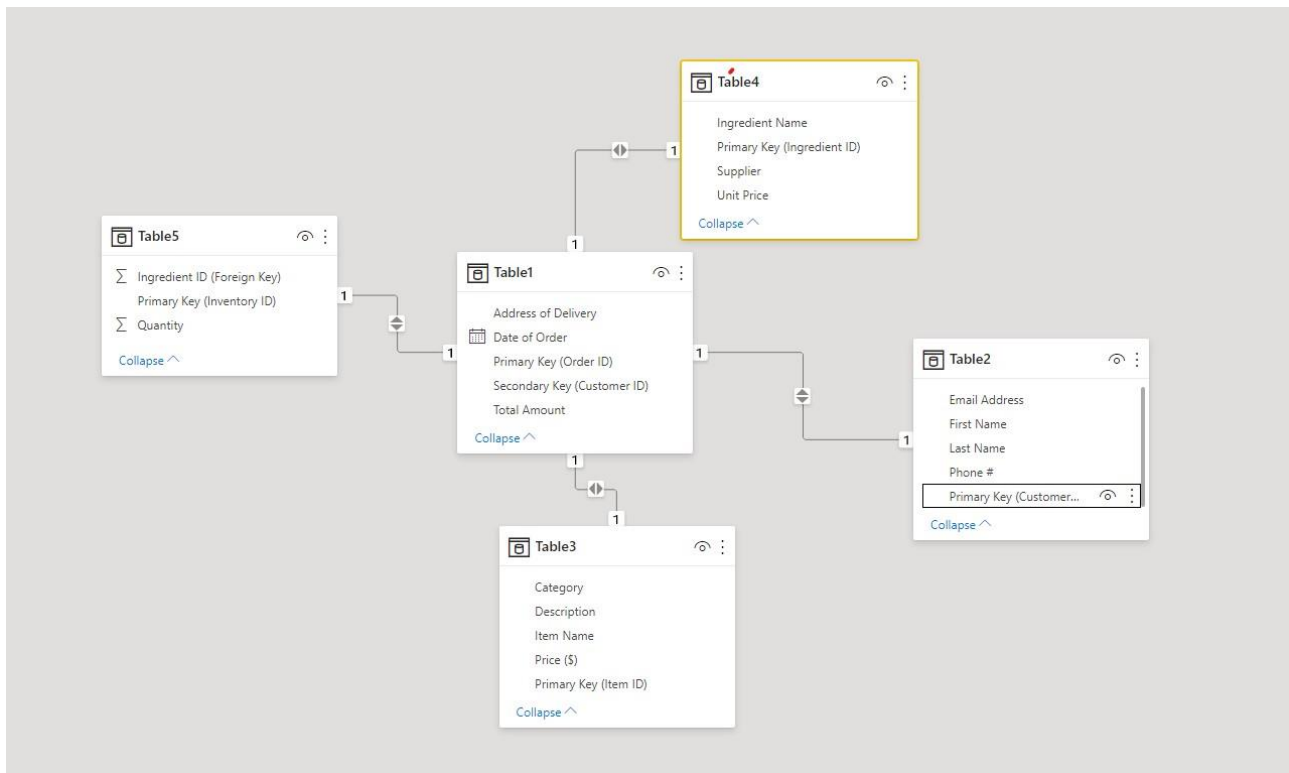 Table4
Ingredient Name
Primary Key (Ingredient ID)
Supplier
Unit Price
Collapse
1
1
Table5
Ingredient ID (Foreign Key)
Primary Key (Inventory ID)
Quantity
Collapse
1
1
Table1
Address of Delivery
Date of Order
Primary Key (Order ID)
Secondary Key (Customer ID)
Total Amount
Collapse
1
1
Table2
Email Address
First Name
Last Name
Phone #
Primary Key (Customer...
Collapse
1
1
Table3
Category
Description
Item Name
Price ($)
Primary Key (Item ID)
Collapse